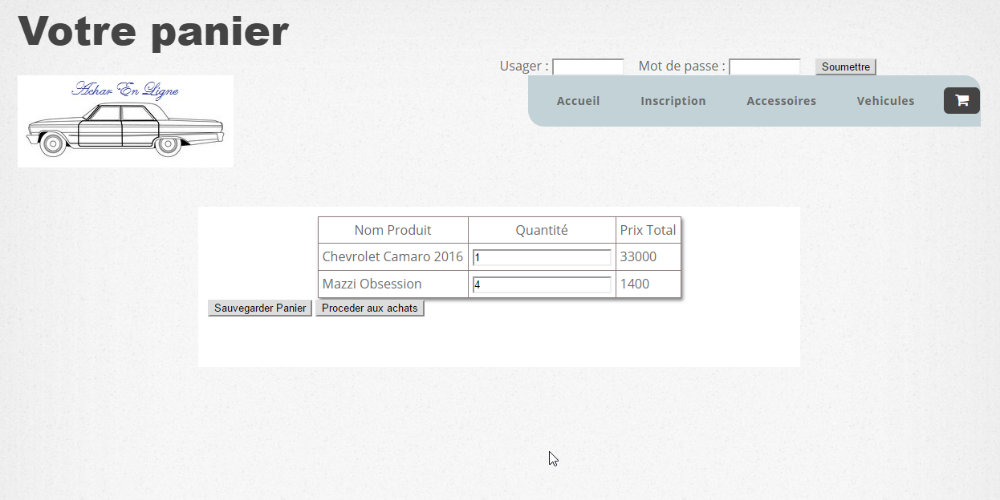 Votre panier
Usager : Mot de passe : Soumettre
Achar En Ligne
Accueil Inscription Accessoires Vehicules
Nom Produit Quantité Prix Total
Chevrolet Camaro 2016 1 33000
Mazzi Obsession 4 1400
Sauvegarder Panier Proceder aux achats